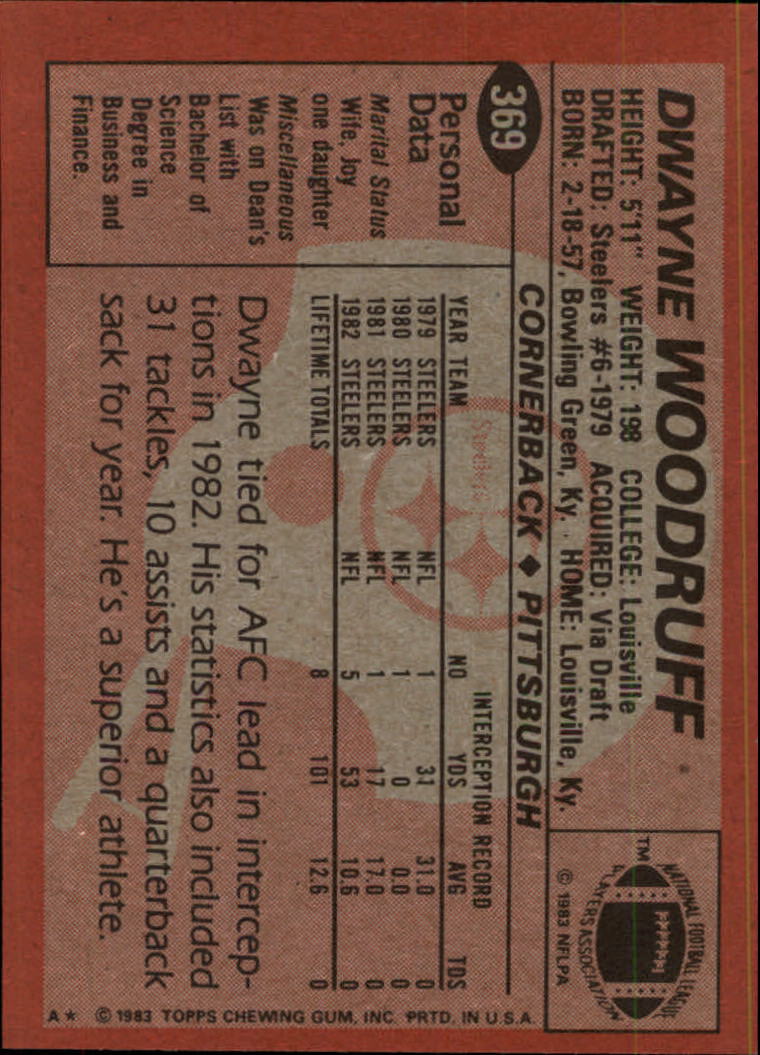 DWAYNE WOODRUFF
HEIGHT: 5'11" WEIGHT: 198 COLLEGE: Louisville
DRAFTED: Steelers #6-1979 ACQUIRED: Via Draft
BORN: 2-18-57, Bowling Green, Ky. HOME: Louisville, Ky.
TM
NATIONAL FOOTBALL LEAGUE
PLAYERS ASSOCIATION
© 1983 NFLPA
369
CORNERBACK ◆ PITTSBURGH
Personal
Data
Marital Status
Wife, Joy
one daughter
Miscellaneous
Was on Dean's
List with
Bachelor of
Science
Degree in
Business and
Finance.
Steelers
INTERCEPTION RECORD
YEAR TEAM NO YDS AVG TDS
1979 STEELERS NFL 1 31 31.0 0
1980 STEELERS NFL 1 0 0.0 0
1981 STEELERS NFL 1 17 17.0 0
1982 STEELERS NFL 5 53 10.6 0
LIFETIME TOTALS 8 101 12.6 0
Dwayne tied for AFC lead in intercep-
tions in 1982. His statistics also included
31 tackles, 10 assists and a quarterback
sack for year. He's a superior athlete.
A★ © 1983 TOPPS CHEWING GUM, INC. PRTD. IN U.S.A.